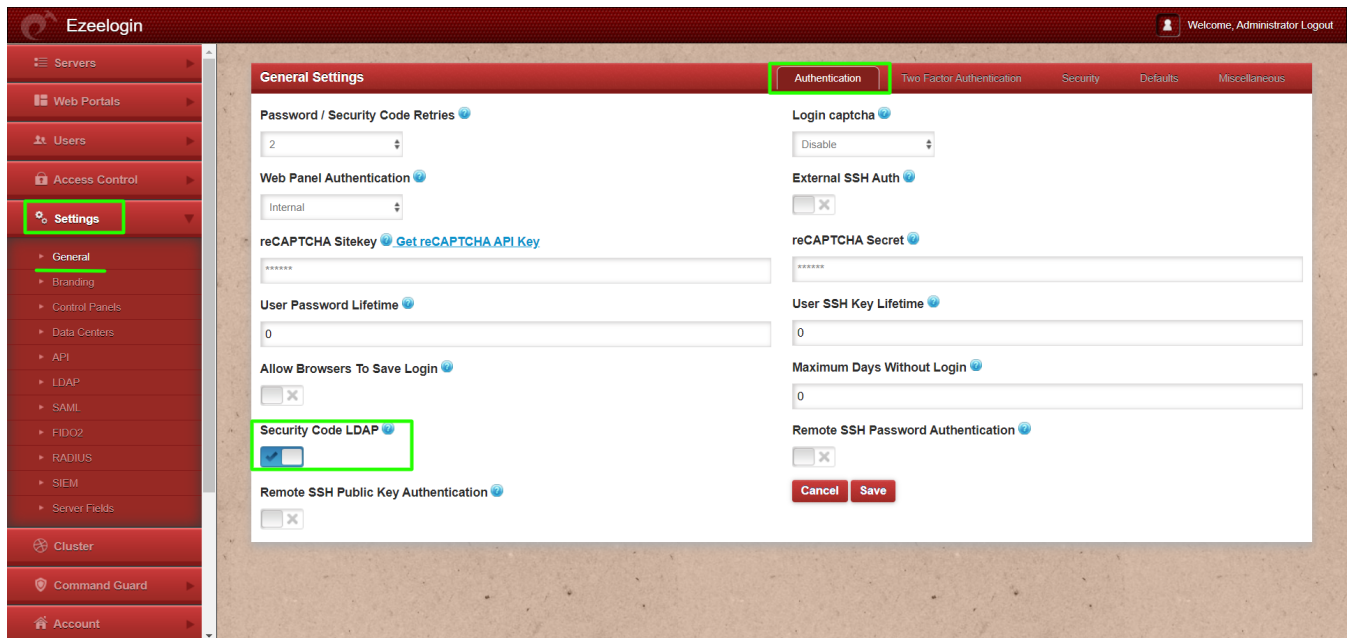 Ezeelogin
Welcome, Administrator Logout
Servers
Web Portals
Users
Access Control
Settings
General
Branding
Control Panels
Data Centers
API
LDAP
SAML
FIDO2
RADIUS
SIEM
Server Fields
Cluster
Command Guard
Account
General Settings
Authentication
Two Factor Authentication
Security
Defaults
Miscellaneous
Password / Security Code Retries
2
Login captcha
Disable
Web Panel Authentication
Internal
External SSH Auth
reCAPTCHA Sitekey Get reCAPTCHA API Key
******
reCAPTCHA Secret
******
User Password Lifetime
0
User SSH Key Lifetime
0
Allow Browsers To Save Login
Maximum Days Without Login
0
Security Code LDAP
Remote SSH Password Authentication
Cancel Save
Remote SSH Public Key Authentication